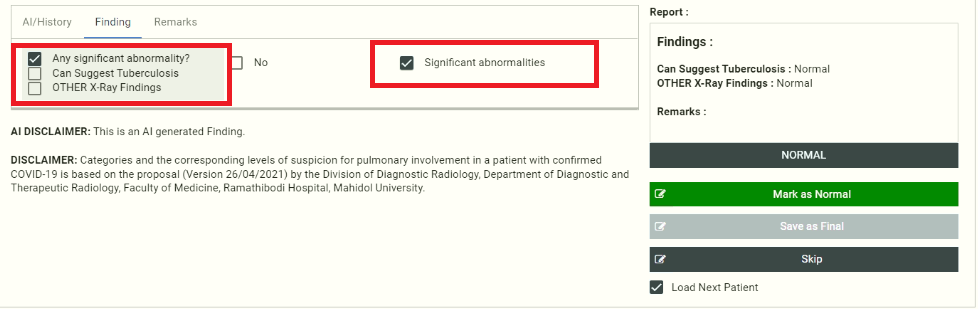 AI/History Finding Remarks
Any significant abnormality?
Can Suggest Tuberculosis
OTHER X-Ray Findings
No
Significant abnormalities
AI DISCLAIMER: This is an AI generated Finding.
DISCLAIMER: Categories and the corresponding levels of suspicion for pulmonary involvement in a patient with confirmed
COVID-19 is based on the proposal (Version 26/04/2021) by the Division of Diagnostic Radiology, Department of Diagnostic and
Therapeutic Radiology, Faculty of Medicine, Ramathibodi Hospital, Mahidol University.
Report :
Findings :
Can Suggest Tuberculosis : Normal
OTHER X-Ray Findings : Normal
Remarks :
NORMAL
Mark as Normal
Save as Final
Skip
Load Next Patient